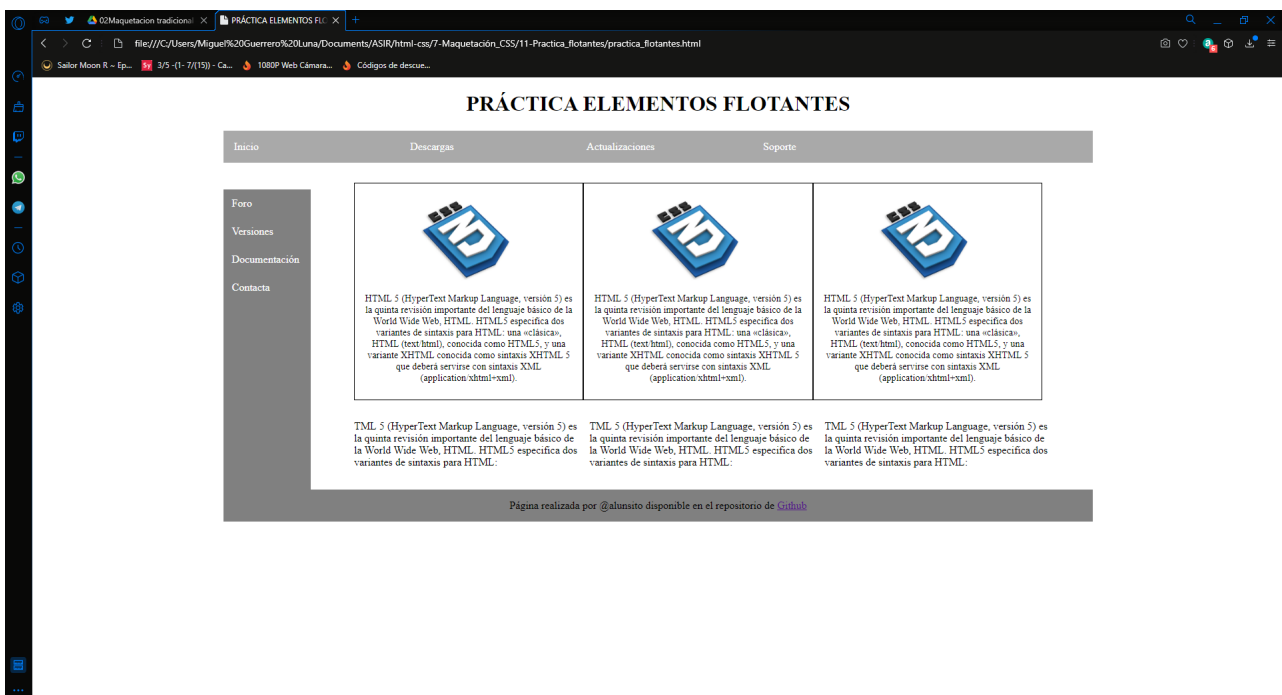 02Maquetacion tradicional
PRÁCTICA ELEMENTOS FLO
file:///C:/Users/Miguel%20Guerrero%20Luna/Documents/ASIR/html-css/7-Maquetación_CSS/11-Practica_flotantes/practica_flotantes.html
Sailor Moon R ~ Ep...
Sy
3/5 -(1- 7/(15)) - Ca...
1080P Web Cámara...
Códigos de descue...
PRÁCTICA ELEMENTOS FLOTANTES
Inicio
Descargas
Actualizaciones
Soporte
Foro
Versiones
Documentación
Contacta
CSS
HTML 5 (HyperText Markup Language, versión 5) es
la quinta revisión importante del lenguaje básico de la
World Wide Web, HTML. HTML5 especifica dos
variantes de sintaxis para HTML: una «clásica»,
HTML (text/html), conocida como HTML5, y una
variante XHTML conocida como sintaxis XHTML 5
que deberá servirse con sintaxis XML
(application/xhtml+xml).
CSS
HTML 5 (HyperText Markup Language, versión 5) es
la quinta revisión importante del lenguaje básico de la
World Wide Web, HTML. HTML5 especifica dos
variantes de sintaxis para HTML: una «clásica»,
HTML (text/html), conocida como HTML5, y una
variante XHTML conocida como sintaxis XHTML 5
que deberá servirse con sintaxis XML
(application/xhtml+xml).
CSS
HTML 5 (HyperText Markup Language, versión 5) es
la quinta revisión importante del lenguaje básico de la
World Wide Web, HTML. HTML5 especifica dos
variantes de sintaxis para HTML: una «clásica»,
HTML (text/html), conocida como HTML5, y una
variante XHTML conocida como sintaxis XHTML 5
que deberá servirse con sintaxis XML
(application/xhtml+xml).
TML 5 (HyperText Markup Language, versión 5) es
la quinta revisión importante del lenguaje básico de
la World Wide Web, HTML. HTML5 especifica dos
variantes de sintaxis para HTML:
TML 5 (HyperText Markup Language, versión 5) es
la quinta revisión importante del lenguaje básico de
la World Wide Web, HTML. HTML5 especifica dos
variantes de sintaxis para HTML:
TML 5 (HyperText Markup Language, versión 5) es
la quinta revisión importante del lenguaje básico de
la World Wide Web, HTML. HTML5 especifica dos
variantes de sintaxis para HTML:
Página realizada por @alunsito disponible en el repositorio de Github